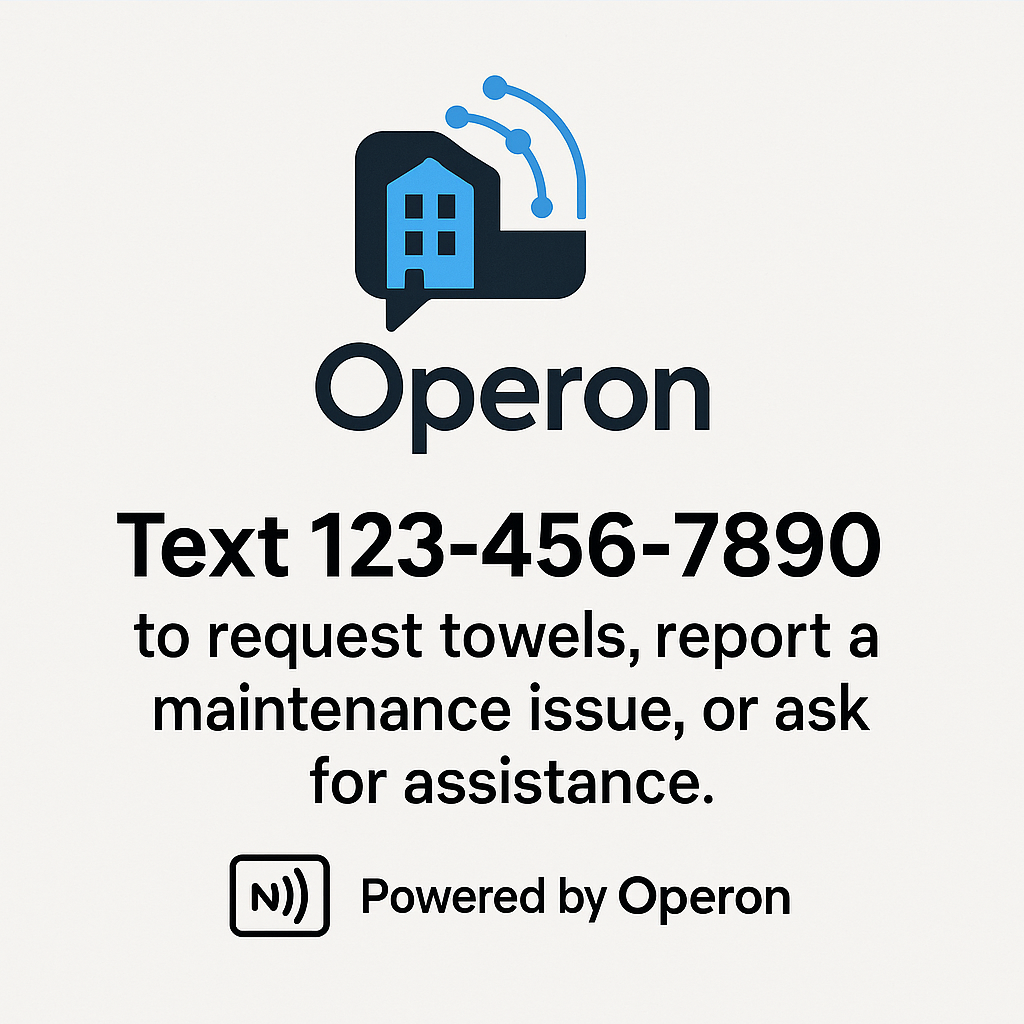 Operon
Text 123-456-7890
to request towels, report a
maintenance issue, or ask
for assistance.
N Powered by Operon